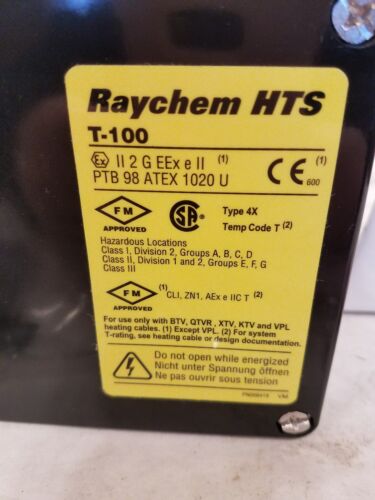 Raychem HTS
T-100
Ex II 2 G EEx e II (1)
PTB 98 ATEX 1020 U
CE 600 (1)
FM
APPROVED
SA
Type 4X
Temp Code T (2)
Hazardous Locations
Class I, Division 2, Groups A, B, C, D
Class II, Division 1 and 2, Groups E, F, G
Class III
FM
APPROVED
(1) CLI, ZN1, AEx e IIC T (2)
For use only with BTV, QTVR , XTV, KTV and VPL
heating cables. (1) Except VPL. (2) For system
T-rating, see heating cable or design documentation.
Do not open while energized
Nicht unter Spannung öffnen
Ne pas ouvrir sous tension
VM